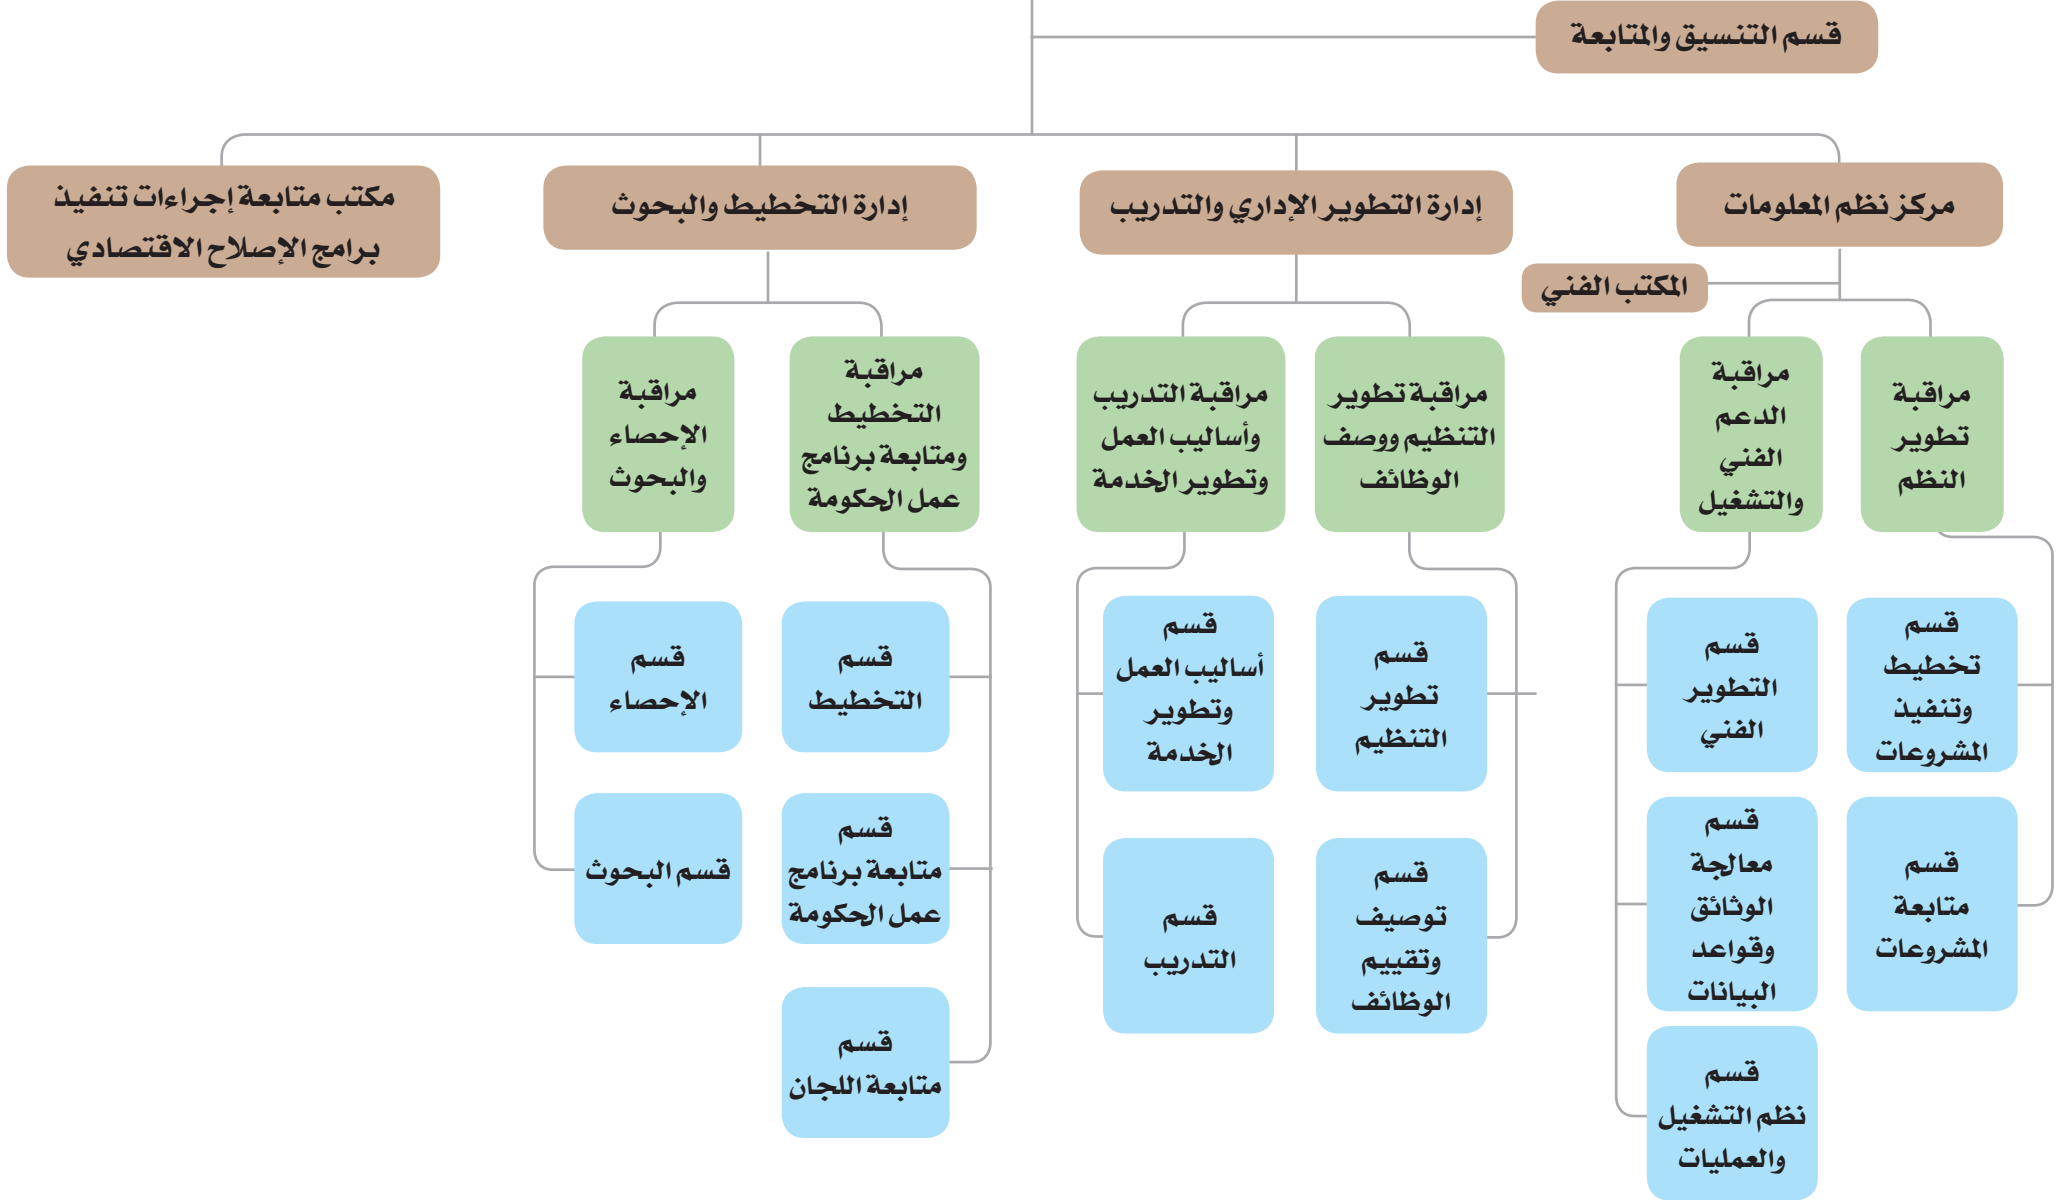 قسم التنسيق والمتابعة
مركز نظم المعلومات
إدارة التطوير الإداري والتدريب
إدارة التخطيط والبحوث
مكتب متابعة إجراءات تنفيذ
برامج الإصلاح الاقتصادي
المكتب الفني
مراقبة
تطوير
النظم
مراقبة
الدعم
الفني
والتشغيل
مراقبة تطوير
التنظيم ووصف
الوظائف
مراقبة التدريب
وأساليب العمل
وتطوير الخدمة
مراقبة
التخطيط
ومتابعة برنامج
عمل الحكومة
مراقبة
الإحصاء
والبحوث
قسم
تخطيط
وتنفيذ
المشروعات
قسم
التطوير
الفني
قسم
تطوير
التنظيم
قسم
أساليب العمل
وتطوير
الخدمة
قسم
التخطيط
قسم
الإحصاء
قسم
متابعة
المشروعات
قسم
معالجة
الوثائق
وقواعد
البيانات
قسم
توصيف
وتقييم
الوظائف
قسم
التدريب
قسم
متابعة برنامج
عمل الحكومة
قسم البحوث
قسم
نظم التشغيل
والعمليات
قسم
متابعة اللجان